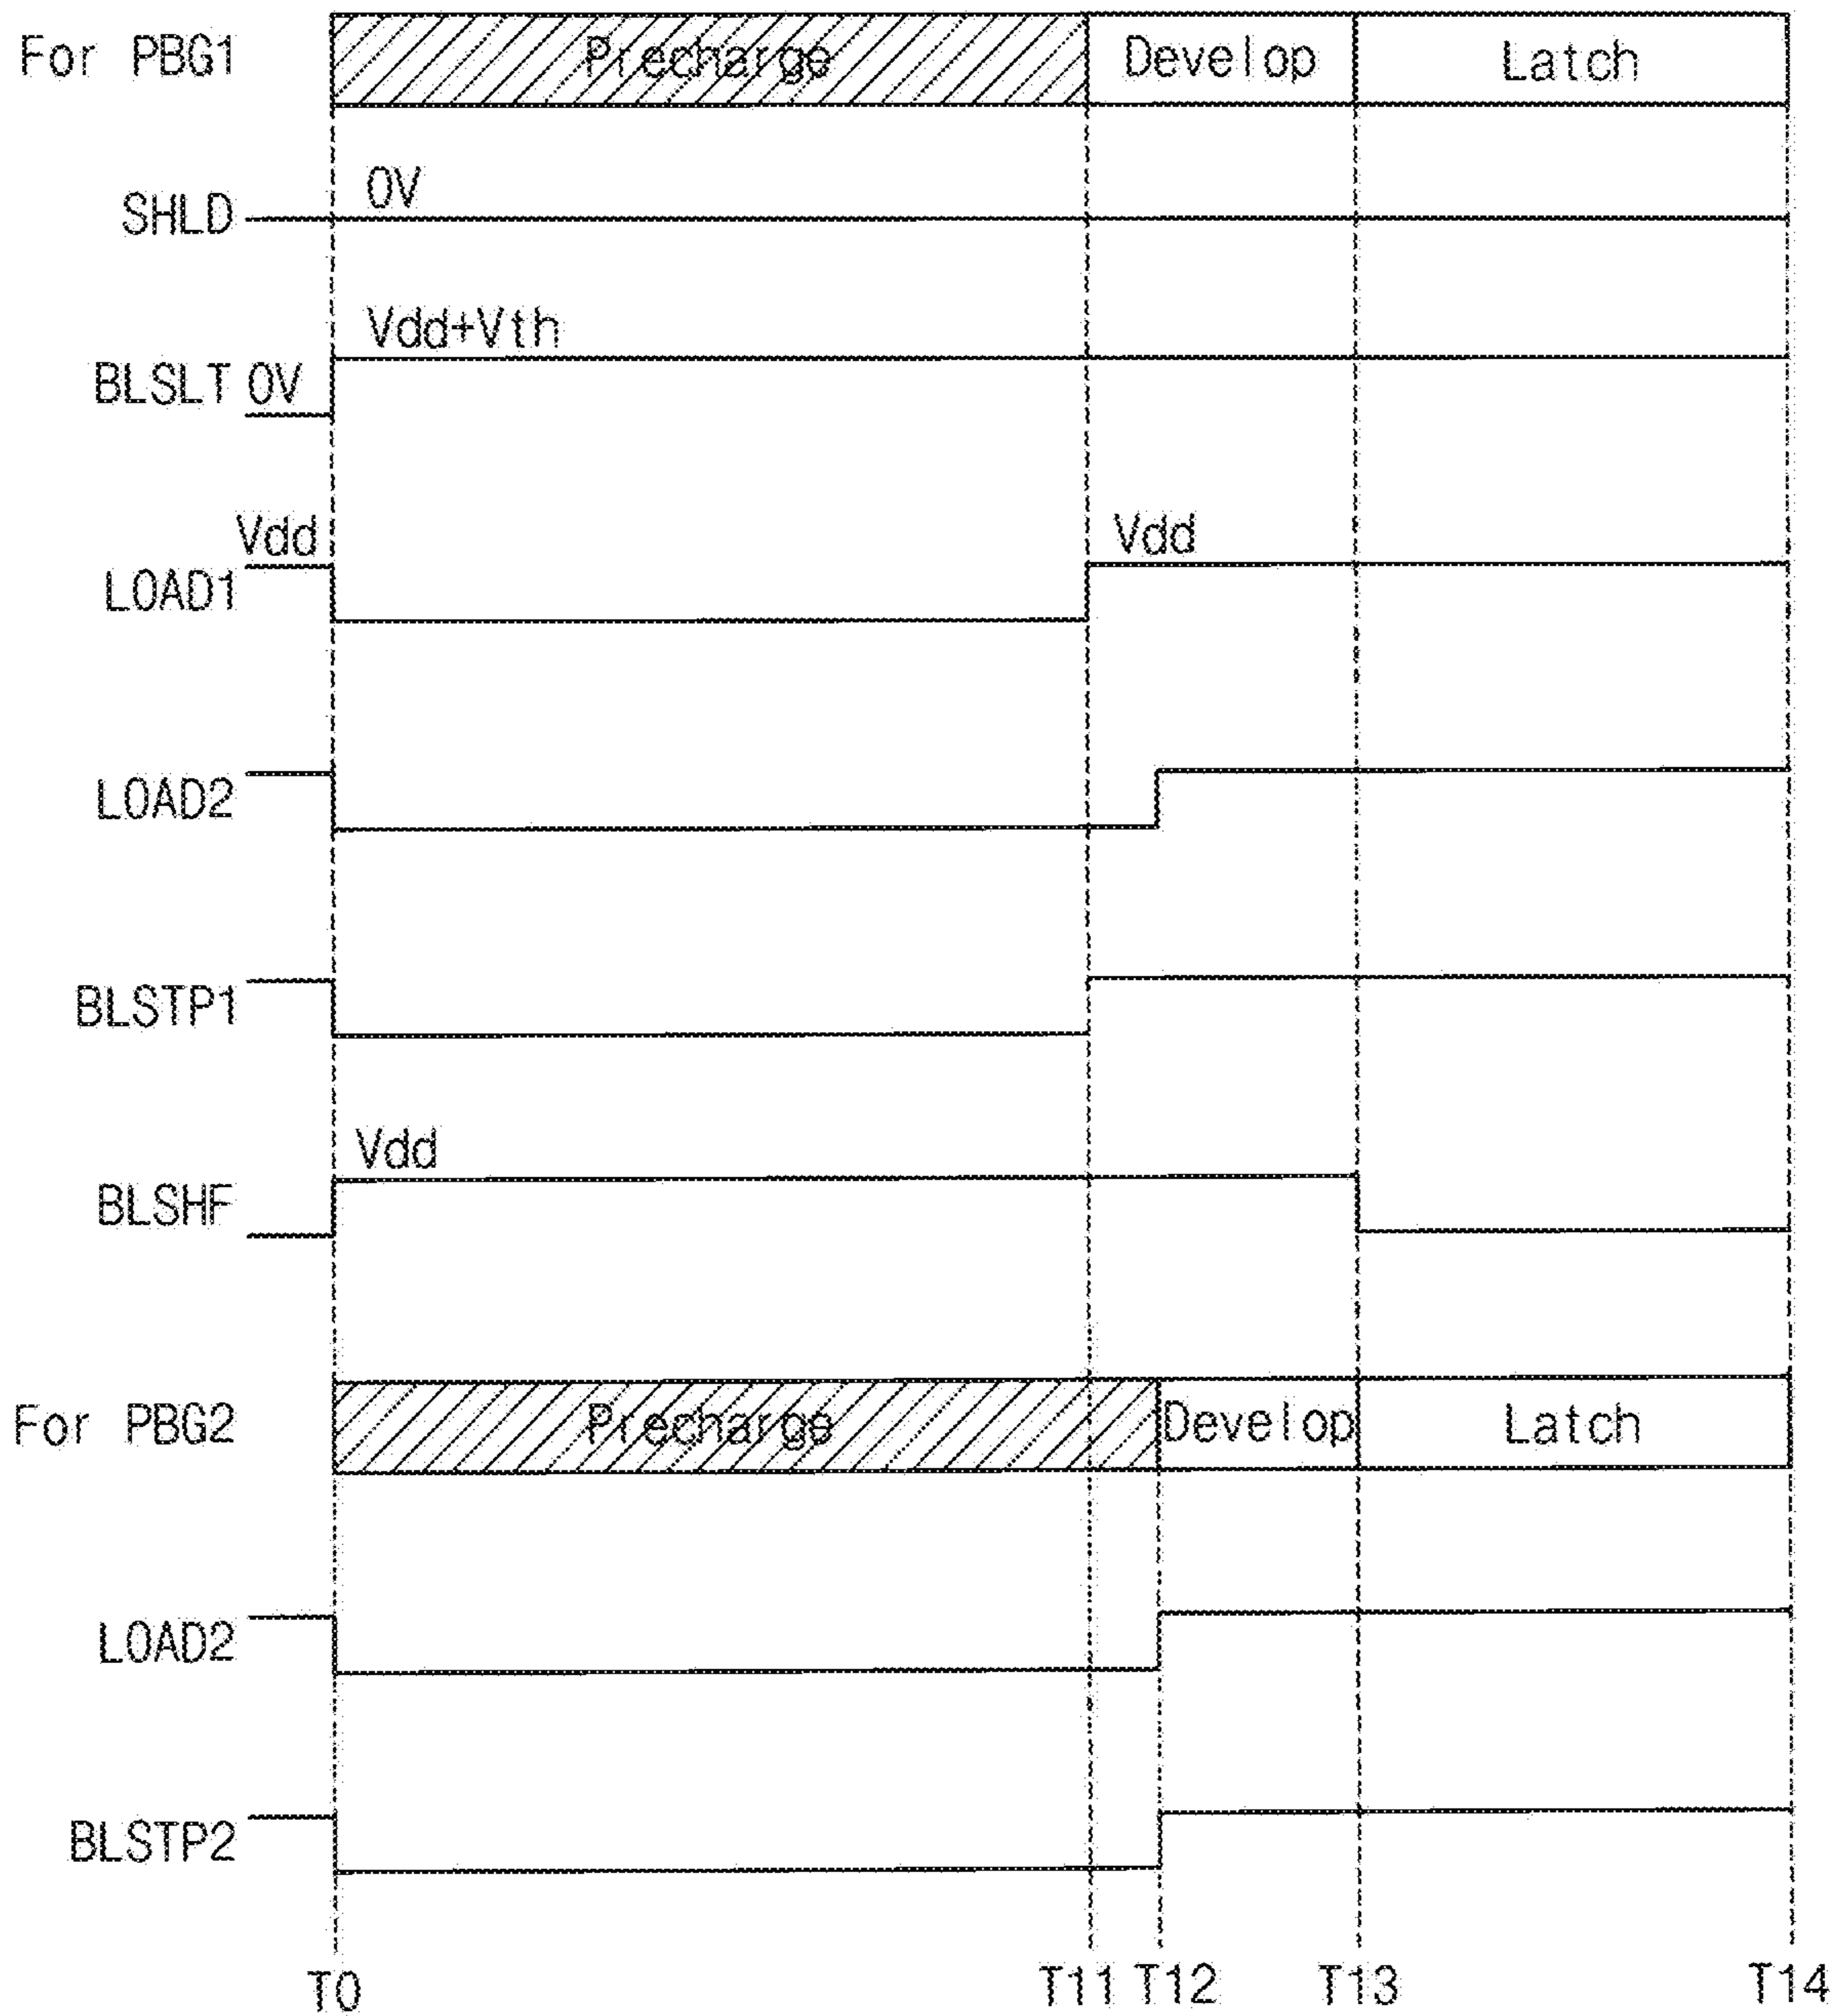 For PBG1 Precharge Develop Latch
SHLD 0V
Vdd+Vth
BLSLT 0V
Vdd Vdd
LOAD1
LOAD2
BLSTP1
Vdd
BLSHF
For PBG2 Precharge Develop Latch
LOAD2
BLSTP2
T0 T11 T12 T13 T14